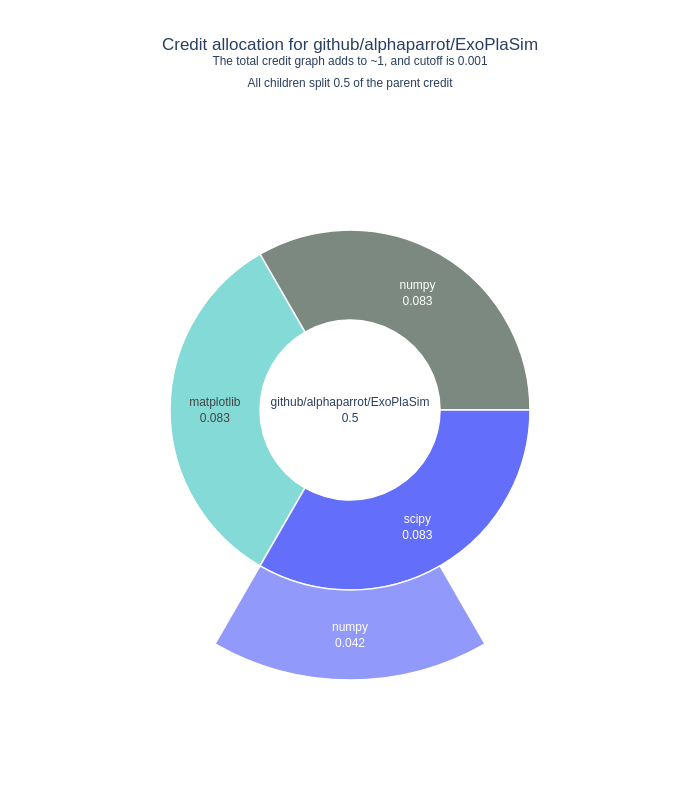 Credit allocation for github/alphaparrot/ExoPlaSim
The total credit graph adds to ~1, and cutoff is 0.001
All children split 0.5 of the parent credit
numpy
0.083
matplotlib
0.083
github/alphaparrot/ExoPlaSim
0.5
scipy
0.083
numpy
0.042